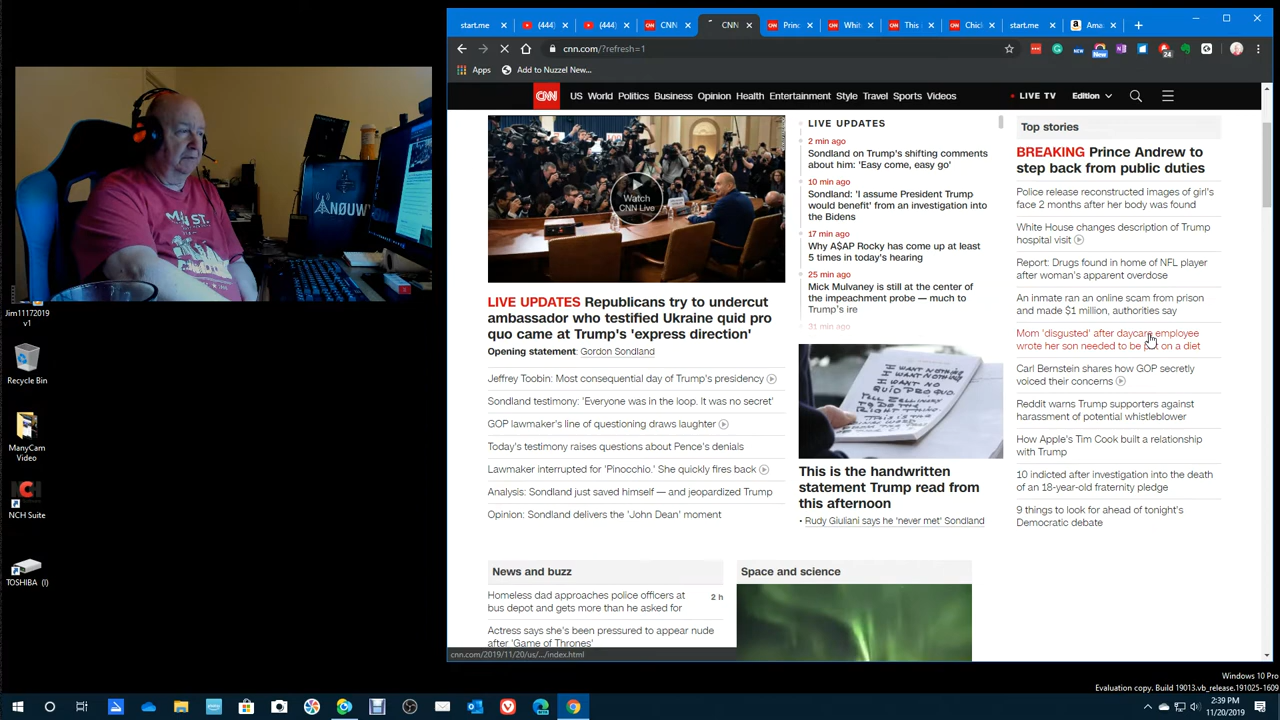 start.me
(444)
(444)
CNN
CNN
Princ
White
This
Chick
start.me
Ama
cnn.com/?refresh=1
New
24
Apps
Add to Nuzzel New...
CNN
US World Politics Business Opinion Health Entertainment Style Travel Sports Videos
LIVE TV
Edition
Watch
CNN Live
LIVE UPDATES Republicans try to undercut
ambassador who testified Ukraine quid pro
quo came at Trump's 'express direction'
Opening statement: Gordon Sondland
Jeffrey Toobin: Most consequential day of Trump's presidency
Sondland testimony: 'Everyone was in the loop. It was no secret'
GOP lawmaker's line of questioning draws laughter
Today's testimony raises questions about Pence's denials
Lawmaker interrupted for 'Pinocchio.' She quickly fires back
Analysis: Sondland just saved himself — and jeopardized Trump
Opinion: Sondland delivers the 'John Dean' moment
LIVE UPDATES
2 min ago
Sondland on Trump's shifting comments
about him: 'Easy come, easy go'
10 min ago
Sondland: 'I assume President Trump
would benefit' from an investigation into
the Bidens
17 min ago
Why A$AP Rocky has come up at least
5 times in today's hearing
25 min ago
Mick Mulvaney is still at the center of
the impeachment probe — much to
Trump's ire
31 min ago
I WANT NOTHING
I WANT NOTHING
I WANT NO
QUID PRO QUO.
This is the handwritten
statement Trump read from
this afternoon
• Rudy Giuliani says he 'never met' Sondland
Top stories
BREAKING Prince Andrew to
step back from public duties
Police release reconstructed images of girl's
face 2 months after her body was found
White House changes description of Trump
hospital visit
Report: Drugs found in home of NFL player
after woman's apparent overdose
An inmate ran an online scam from prison
and made $1 million, authorities say
Mom 'disgusted' after daycare employee
wrote her son needed to be put on a diet
Carl Bernstein shares how GOP secretly
voiced their concerns
Reddit warns Trump supporters against
harassment of potential whistleblower
How Apple's Tim Cook built a relationship
with Trump
10 indicted after investigation into the death
of an 18-year-old fraternity pledge
9 things to look for ahead of tonight's
Democratic debate
News and buzz
Homeless dad approaches police officers at
bus depot and gets more than he asked for
2 h
Actress says she's been pressured to appear nude
after 'Game of Thrones'
Space and science
cnn.com/2019/11/20/us/.../index.html
MAIN ST.
AN0UW
Jim11172019
v1
Recycle Bin
ManyCam
Video
NCH Suite
TOSHIBA (I)
Windows 10 Pro
Evaluation copy. Build 19013.vb_release.191025-1609
2:39 PM
11/20/2019